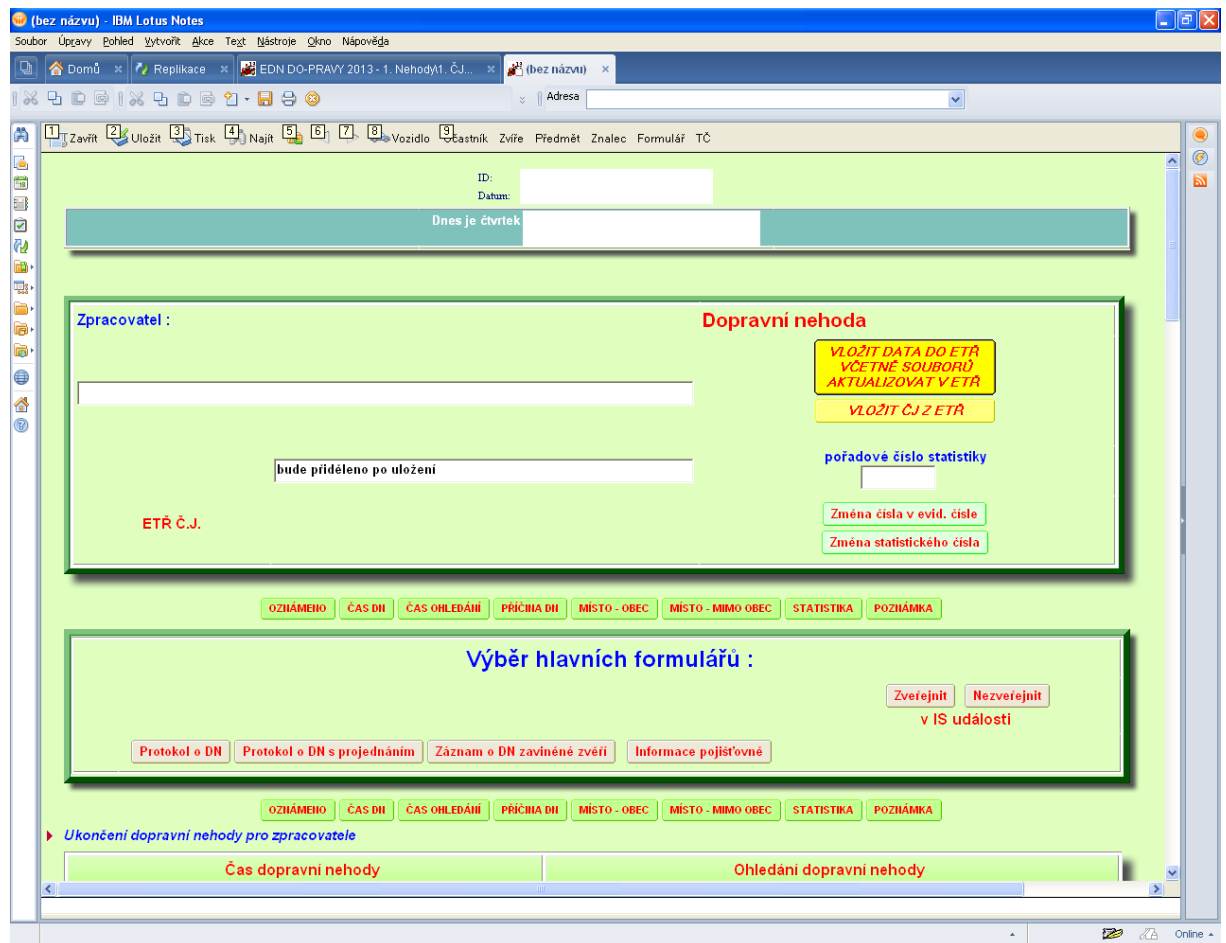 (bez názvu) - IBM Lotus Notes
Soubor Úpravy Pohled Vytvořit Akce Text Nástroje Okno Nápověda
Domů Replikace EDN DO-PRAVY 2013 - 1. Nehody\1. ČJ... (bez názvu)
Adresa
1 Zavřít 2 Uložit 3 Tisk 4 Najít 5 6 7 8 Vozidlo 9 častník Zvíře Předmět Znalec Formulář TČ
ID:
Datum:
Dnes je čtvrtek
Zpracovatel :
Dopravní nehoda
VLOŽIT DATA DO ETŘ
VČETNĚ SOUBORŮ
AKTUALIZOVAT V ETŘ
VLOŽIT ČJ Z ETŘ
pořadové číslo statistiky
bude přiděleno po uložení
Změna čísla v evid. čísle
ETŘ Č.J.
Změna statistického čísla
OZNÁMENO ČAS DN ČAS OHLEDÁNÍ PŘÍČINA DN MÍSTO - OBEC MÍSTO - MIMO OBEC STATISTIKA POZNÁMKA
Výběr hlavních formulářů :
Zveřejnit Nezveřejnit
v IS události
Protokol o DN Protokol o DN s projednáním Záznam o DN zaviněné zvěří Informace pojišťovně
OZNÁMENO ČAS DN ČAS OHLEDÁNÍ PŘÍČINA DN MÍSTO - OBEC MÍSTO - MIMO OBEC STATISTIKA POZNÁMKA
Ukončení dopravní nehody pro zpracovatele
Čas dopravní nehody Ohledání dopravní nehody
Online